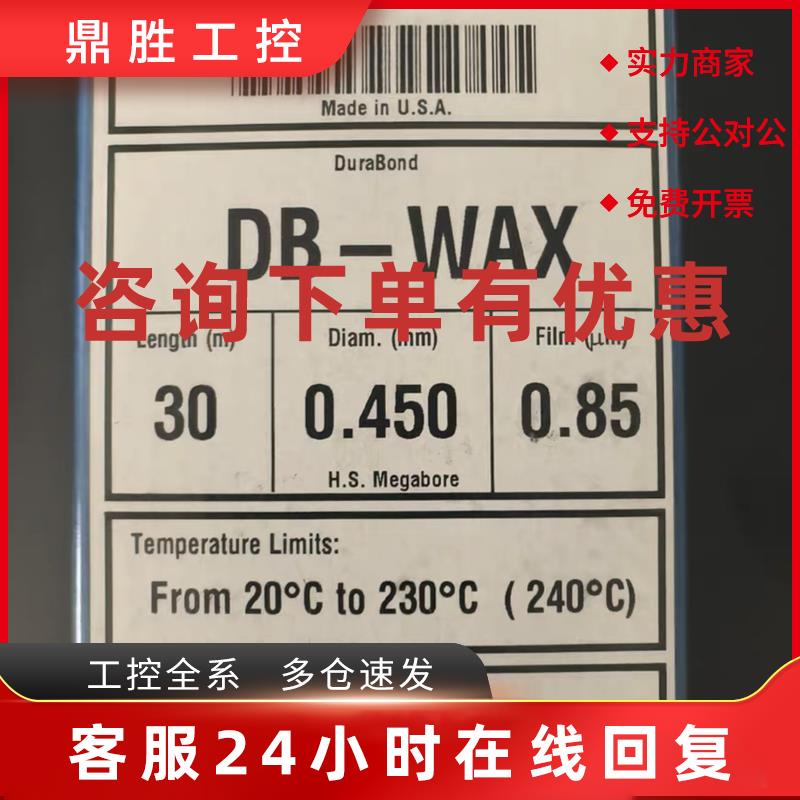 鼎胜工控
Made in U.S.A.
◆ 实力商家
◆ 支持公对公
◆ 免费开票
DuraBond
DB-WAX
咨询下单有优惠
Length (m) Diam. (mm) Film (μm)
30 0.450 0.85
H.S. Megabore
Temperature Limits:
From 20°C to 230°C (240°C)
工控全系 多仓速发
客服24小时在线回复